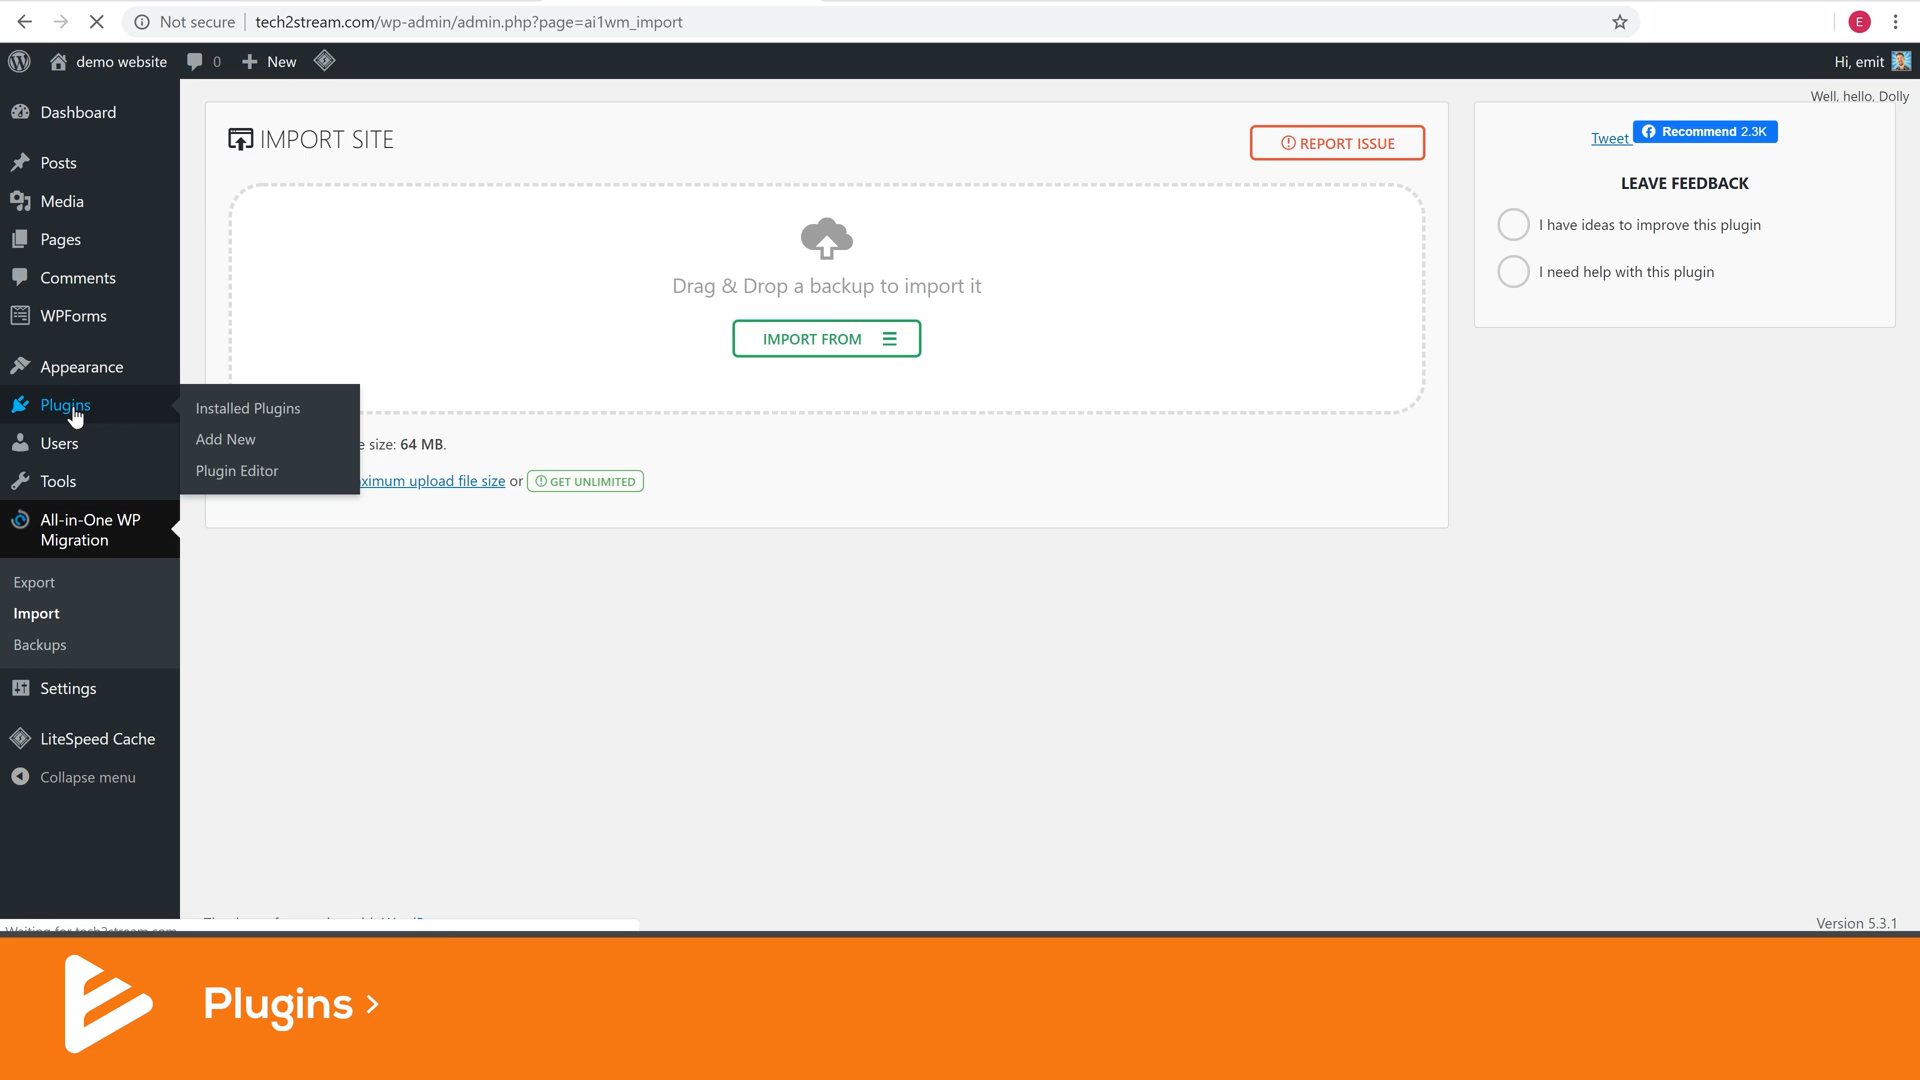 Not secure
tech2stream.com/wp-admin/admin.php?page=ai1wm_import
E
demo website
0
New
Hi, emit
Well, hello, Dolly
Dashboard
Posts
Media
Pages
Comments
WPForms
Appearance
Plugins
Users
Tools
All-in-One WP
Migration
Export
Import
Backups
Settings
LiteSpeed Cache
Collapse menu
Installed Plugins
Add New
Plugin Editor
IMPORT SITE
REPORT ISSUE
Drag & Drop a backup to import it
IMPORT FROM
size: 64 MB.
upload file size or GET UNLIMITED
Tweet
Recommend 2.3K
LEAVE FEEDBACK
I have ideas to improve this plugin
I need help with this plugin
Version 5.3.1
Plugins >